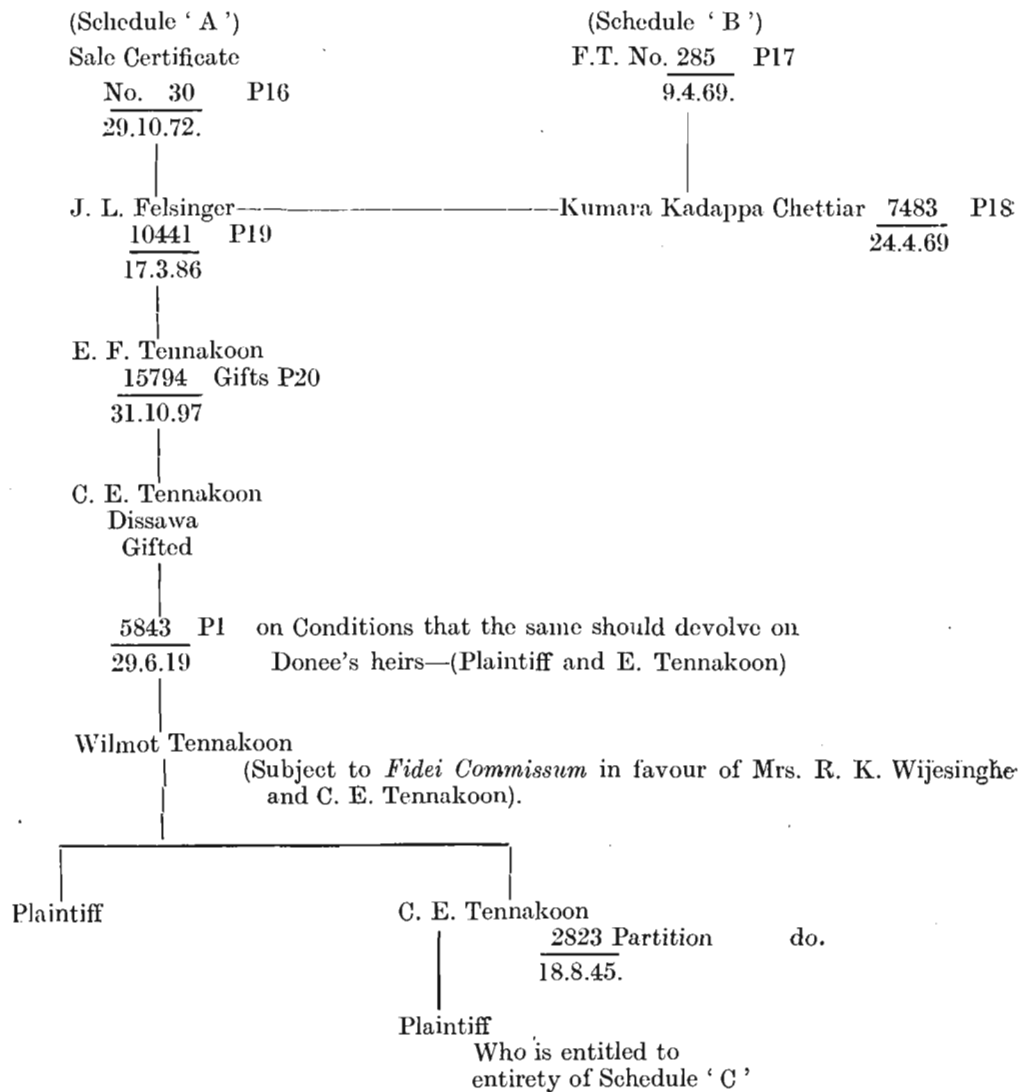 (Schedule ‘ A ’) (Schedule ‘ B ’)
Sale Certificate F.T. No. 285 P17
No. 30 P16 9.4.69.
29.10.72.
J. L. Felsinger Kumara Kadappa Chettiar 7483 P18
10441 P19 24.4.69
17.3.86
E. F. Tennakoon
15794 Gifts P20
31.10.97
C. E. Tennakoon
Dissawa
Gifted
5843 P1 on Conditions that the same should devolve on
29.6.19 Donee’s heirs—(Plaintiff and E. Tennakoon)
Wilmot Tennakoon
(Subject to Fidei Commissum in favour of Mrs. R. K. Wijesinghe
and C. E. Tennakoon).
Plaintiff C. E. Tennakoon
2823 Partition do.
18.8.45.
Plaintiff
Who is entitled to
entirety of Schedule ‘ C ’